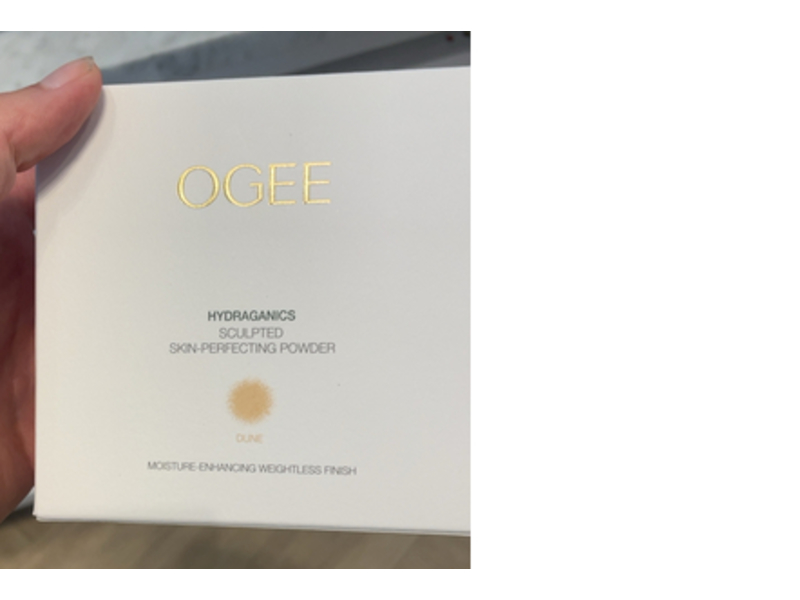 OGEE
HYDRAGANICS
SCULPTED
SKIN-PERFECTING POWDER
DUNE
MOISTURE-ENHANCING WEIGHTLESS FINISH